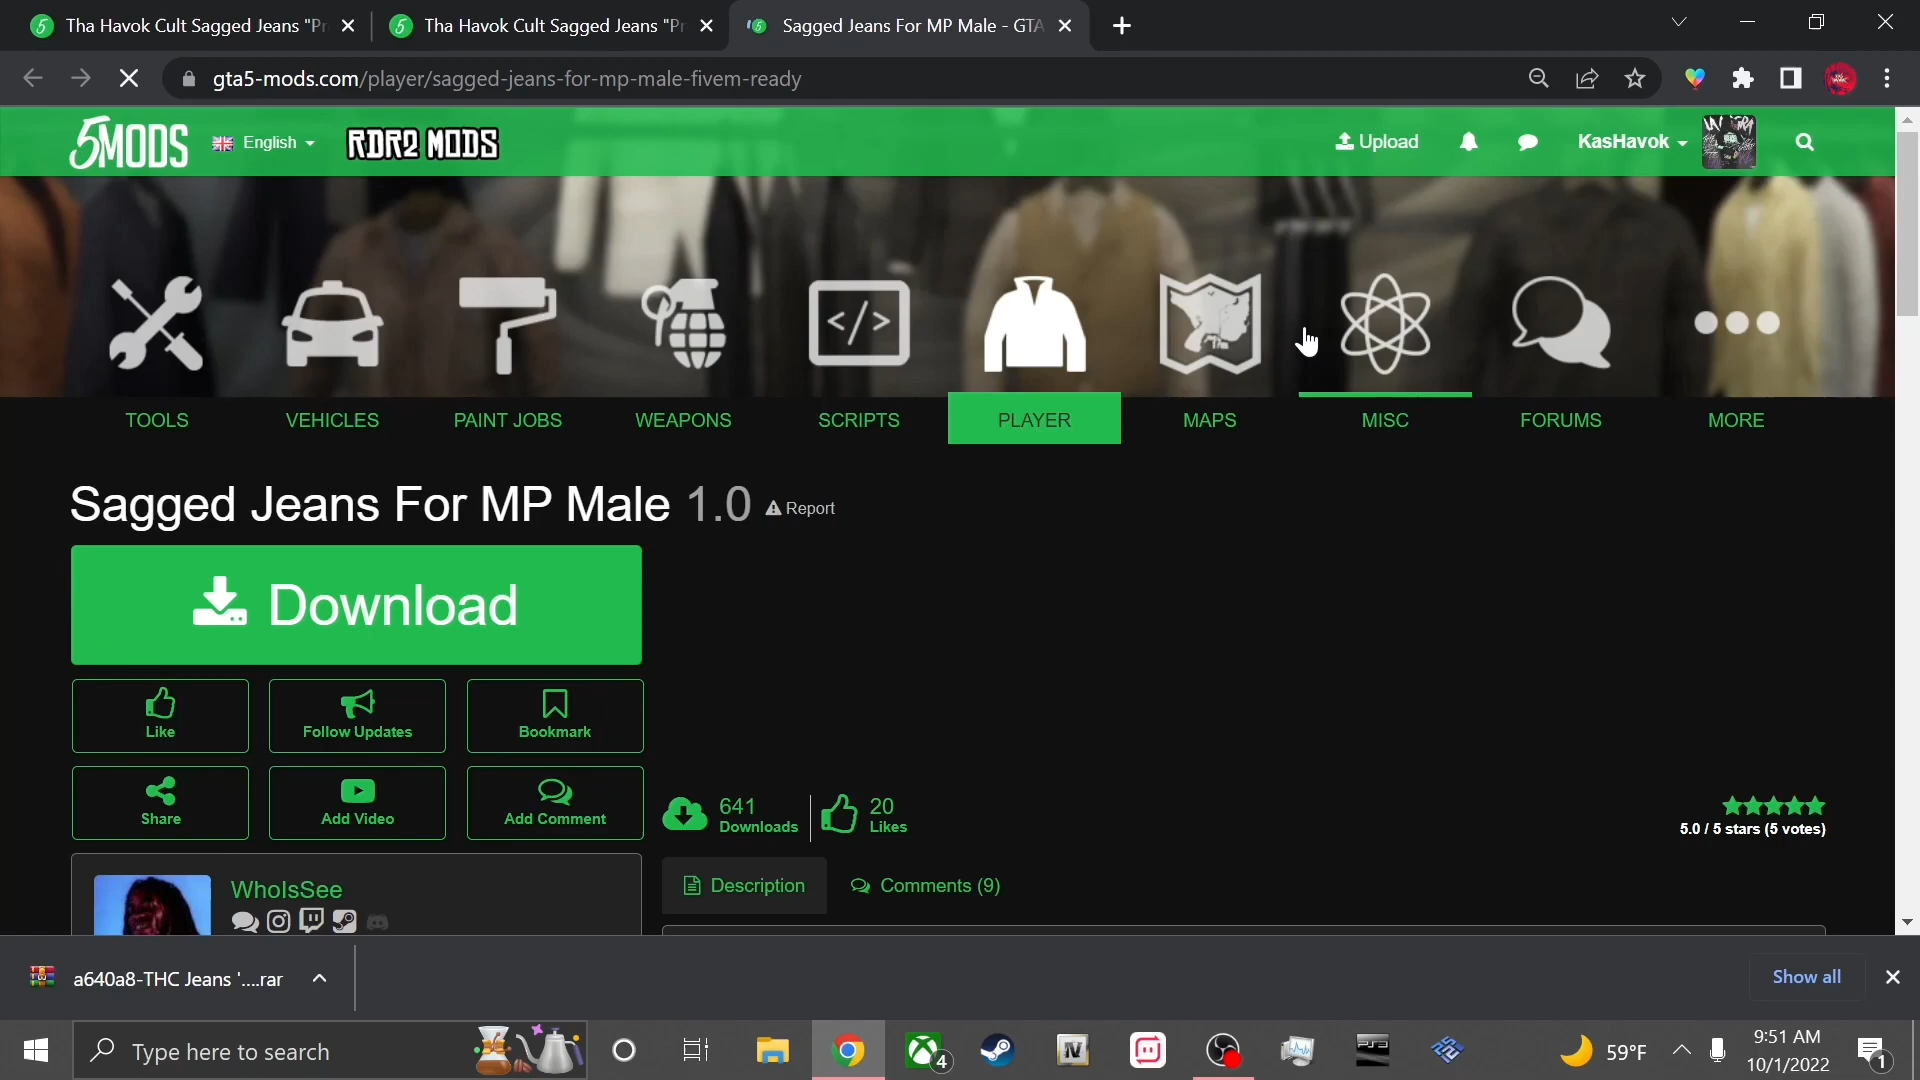 Tha Havok Cult Sagged Jeans "Pr
Tha Havok Cult Sagged Jeans "Pr
Sagged Jeans For MP Male - GTA
gta5-mods.com/player/sagged-jeans-for-mp-male-fivem-ready
5MODS
English
RDR2 MODS
Upload
KasHavok
TOOLS
VEHICLES
PAINT JOBS
WEAPONS
SCRIPTS
PLAYER
MAPS
MISC
FORUMS
MORE
Sagged Jeans For MP Male 1.0 Report
Download
Like
Follow Updates
Bookmark
Share
Add Video
Add Comment
641
Downloads
20
Likes
5.0 / 5 stars (5 votes)
WhoIsSee
Description
Comments (9)
a640a8-THC Jeans '....rar
Show all
Type here to search
4
59°F
9:51 AM
10/1/2022
1